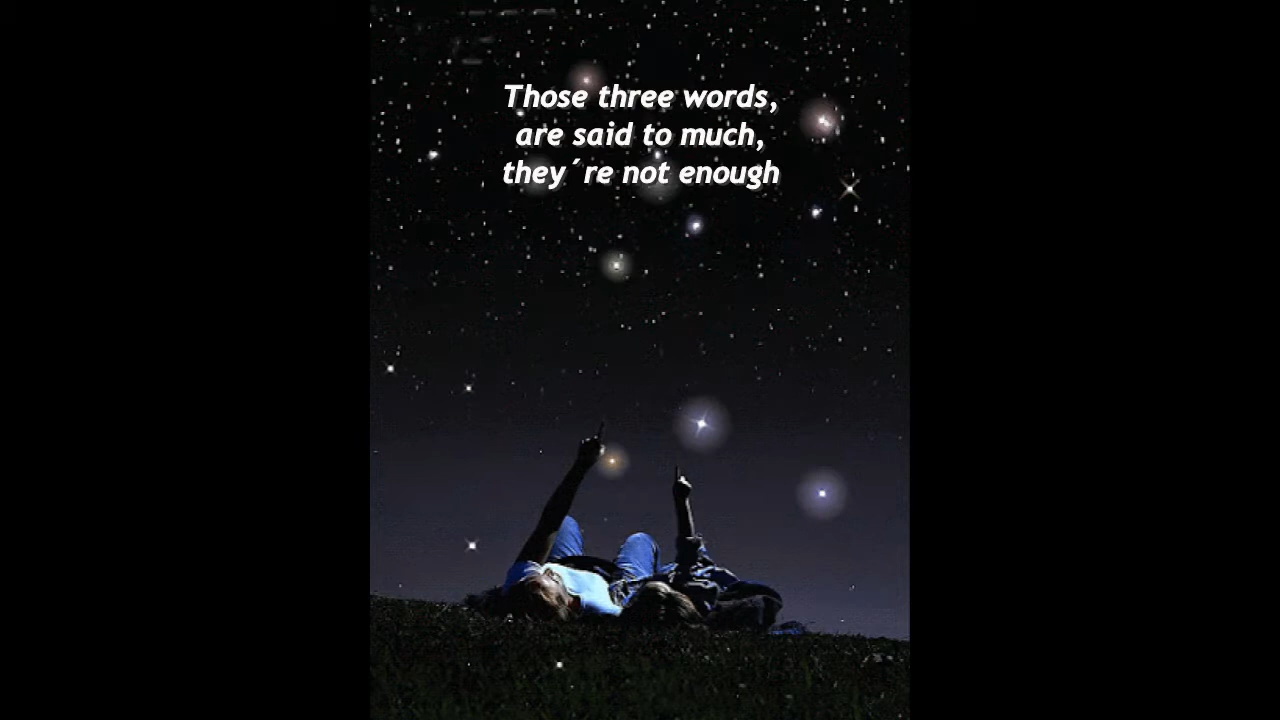 Those three words,
are said to much,
they´re not enough